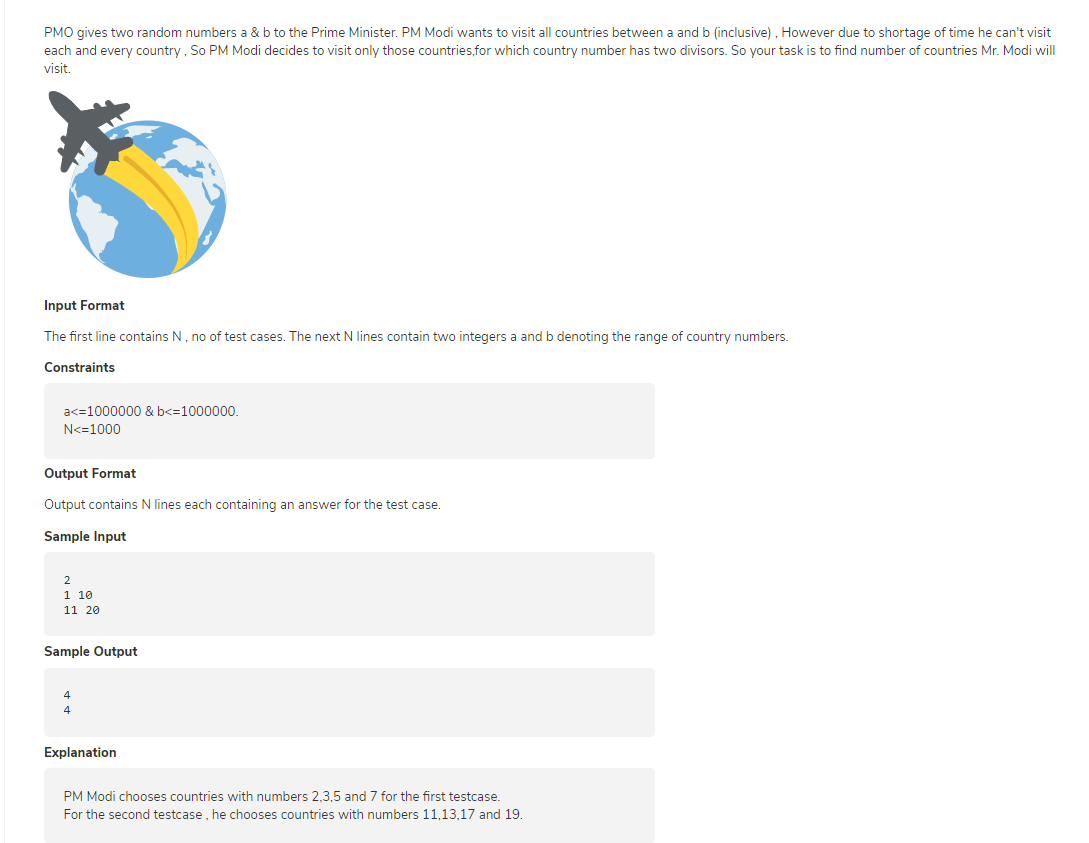 PMO gives two random numbers a & b to the Prime Minister. PM Modi wants to visit all countries between a and b (inclusive) , However due to shortage of time he can't visit
each and every country , So PM Modi decides to visit only those countries,for which country number has two divisors. So your task is to find number of countries Mr. Modi will
visit.
Input Format
The first line contains N , no of test cases. The next N lines contain two integers a and b denoting the range of country numbers.
Constraints
a<=1000000 & b<=1000000.
N<=1000
Output Format
Output contains N lines each containing an answer for the test case.
Sample Input
2
1 10
11 20
Sample Output
4
4
Explanation
PM Modi chooses countries with numbers 2,3,5 and 7 for the first testcase.
For the second testcase , he chooses countries with numbers 11,13,17 and 19.